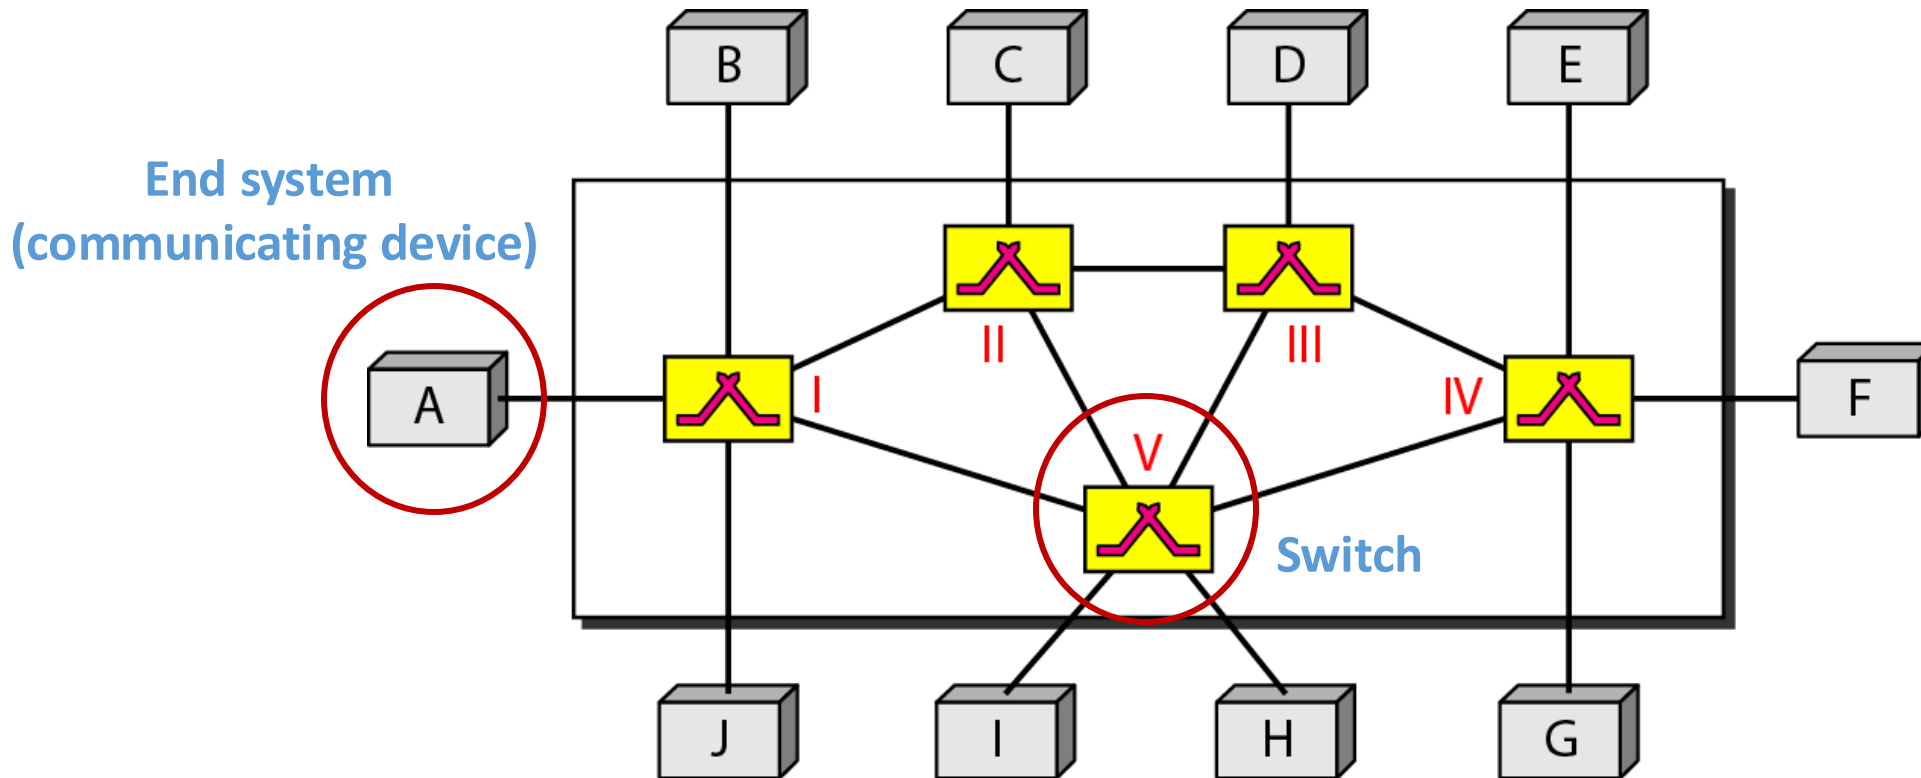 B
C
D
E
End system
(communicating device)
A
II
III
I
IV
F
V
Switch
J
I
H
G